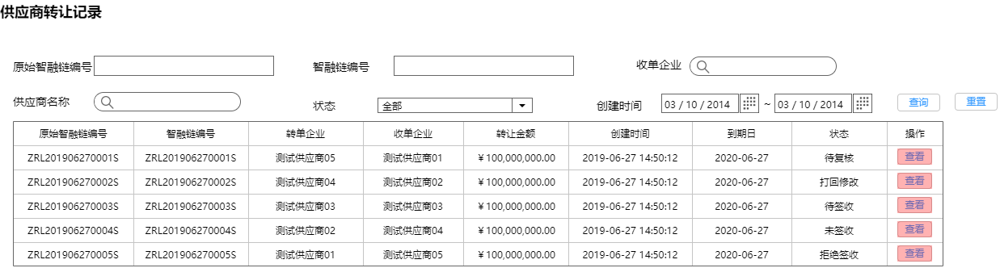 供应商转让记录
原始智融链编号 智融链编号 收单企业
供应商名称 状态 全部 创建时间 03 / 10 / 2014 ~ 03 / 10 / 2014 查询 重置
原始智融链编号 智融链编号 转单企业 收单企业 转让金额 创建时间 到期日 状态 操作
ZRL201906270001S ZRL201906270001S 测试供应商05 测试供应商01 ￥100,000,000.00 2019-06-27 14:50:12 2020-06-27 待复核 查看
ZRL201906270002S ZRL201906270002S 测试供应商04 测试供应商02 ￥100,000,000.00 2019-06-27 14:50:12 2020-06-27 打回修改 查看
ZRL201906270003S ZRL201906270003S 测试供应商03 测试供应商03 ￥100,000,000.00 2019-06-27 14:50:12 2020-06-27 待签收 查看
ZRL201906270004S ZRL201906270004S 测试供应商02 测试供应商04 ￥100,000,000.00 2019-06-27 14:50:12 2020-06-27 未签收 查看
ZRL201906270005S ZRL201906270005S 测试供应商01 测试供应商05 ￥100,000,000.00 2019-06-27 14:50:12 2020-06-27 拒绝签收 查看